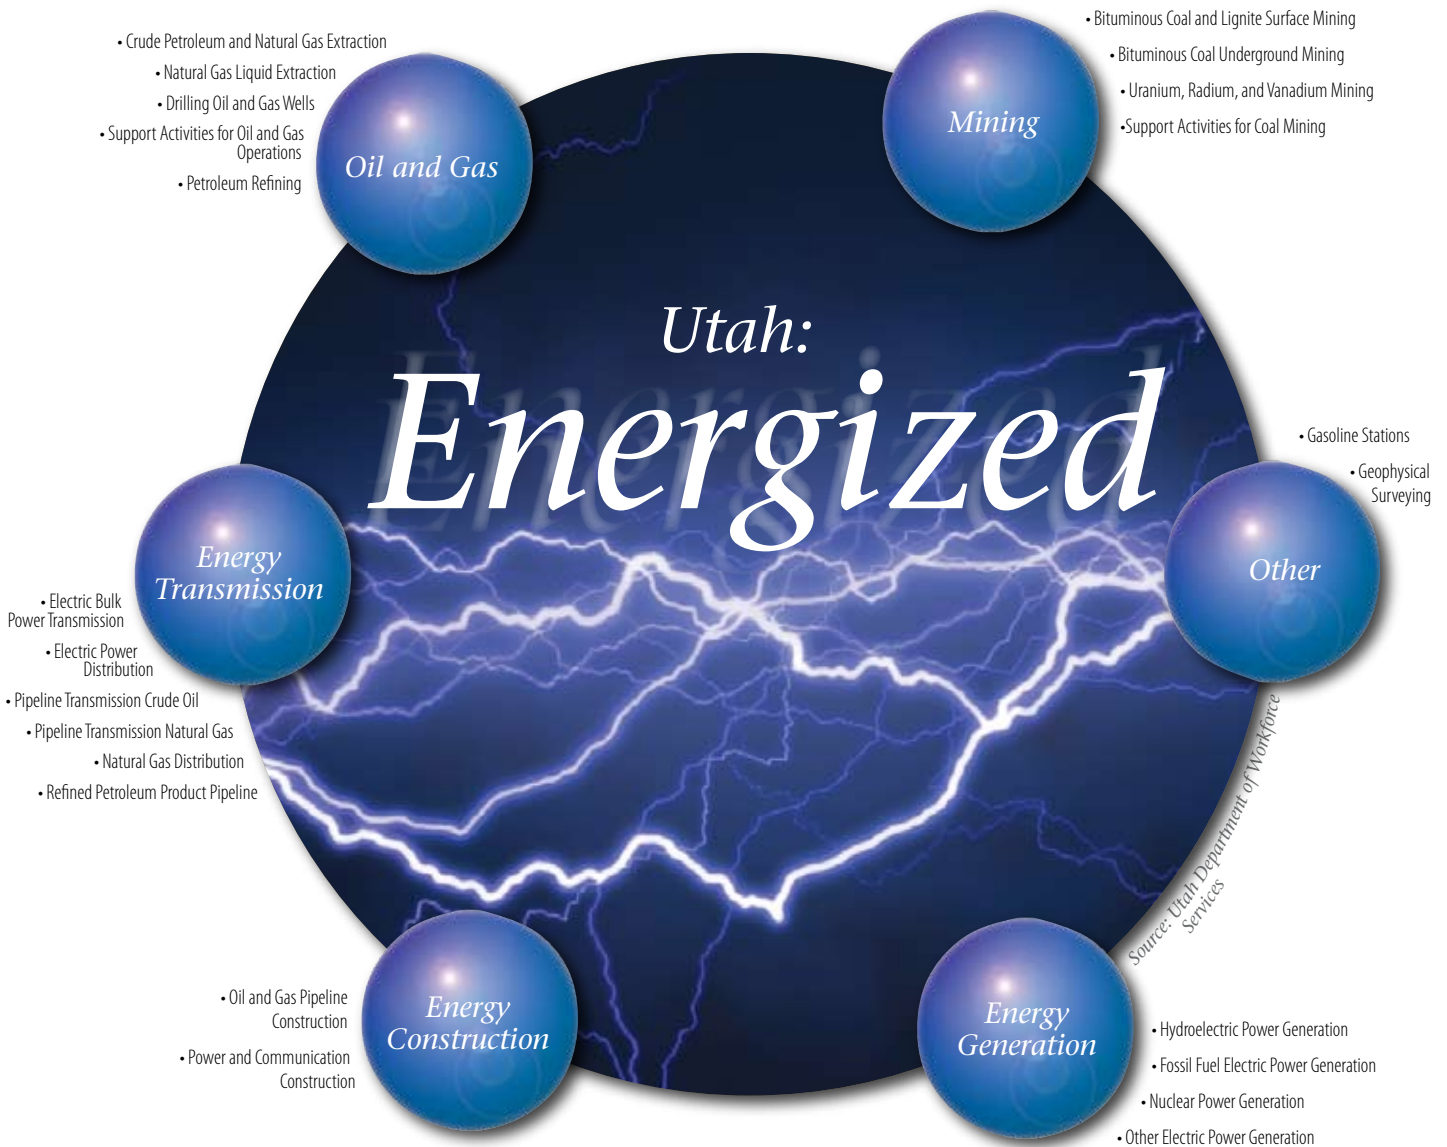 • Crude Petroleum and Natural Gas Extraction
• Natural Gas Liquid Extraction
• Drilling Oil and Gas Wells
• Support Activities for Oil and Gas
Operations
• Petroleum Refining
Oil and Gas
• Bituminous Coal and Lignite Surface Mining
• Bituminous Coal Underground Mining
• Uranium, Radium, and Vanadium Mining
•Support Activities for Coal Mining
Mining
Utah:
Energized
• Gasoline Stations
• Geophysical
Surveying
Other
Energy
Transmission
• Electric Bulk
Power Transmission
• Electric Power
Distribution
• Pipeline Transmission Crude Oil
• Pipeline Transmission Natural Gas
• Natural Gas Distribution
• Refined Petroleum Product Pipeline
Source: Utah Department of Workforce
Services
• Oil and Gas Pipeline
Construction
• Power and Communication
Construction
Energy
Construction
Energy
Generation
• Hydroelectric Power Generation
• Fossil Fuel Electric Power Generation
• Nuclear Power Generation
• Other Electric Power Generation